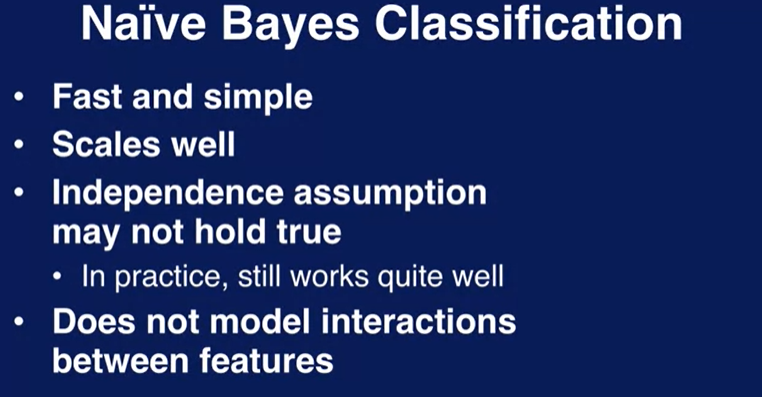 Naïve Bayes Classification
• Fast and simple
• Scales well
• Independence assumption
may not hold true
• In practice, still works quite well
• Does not model interactions
between features